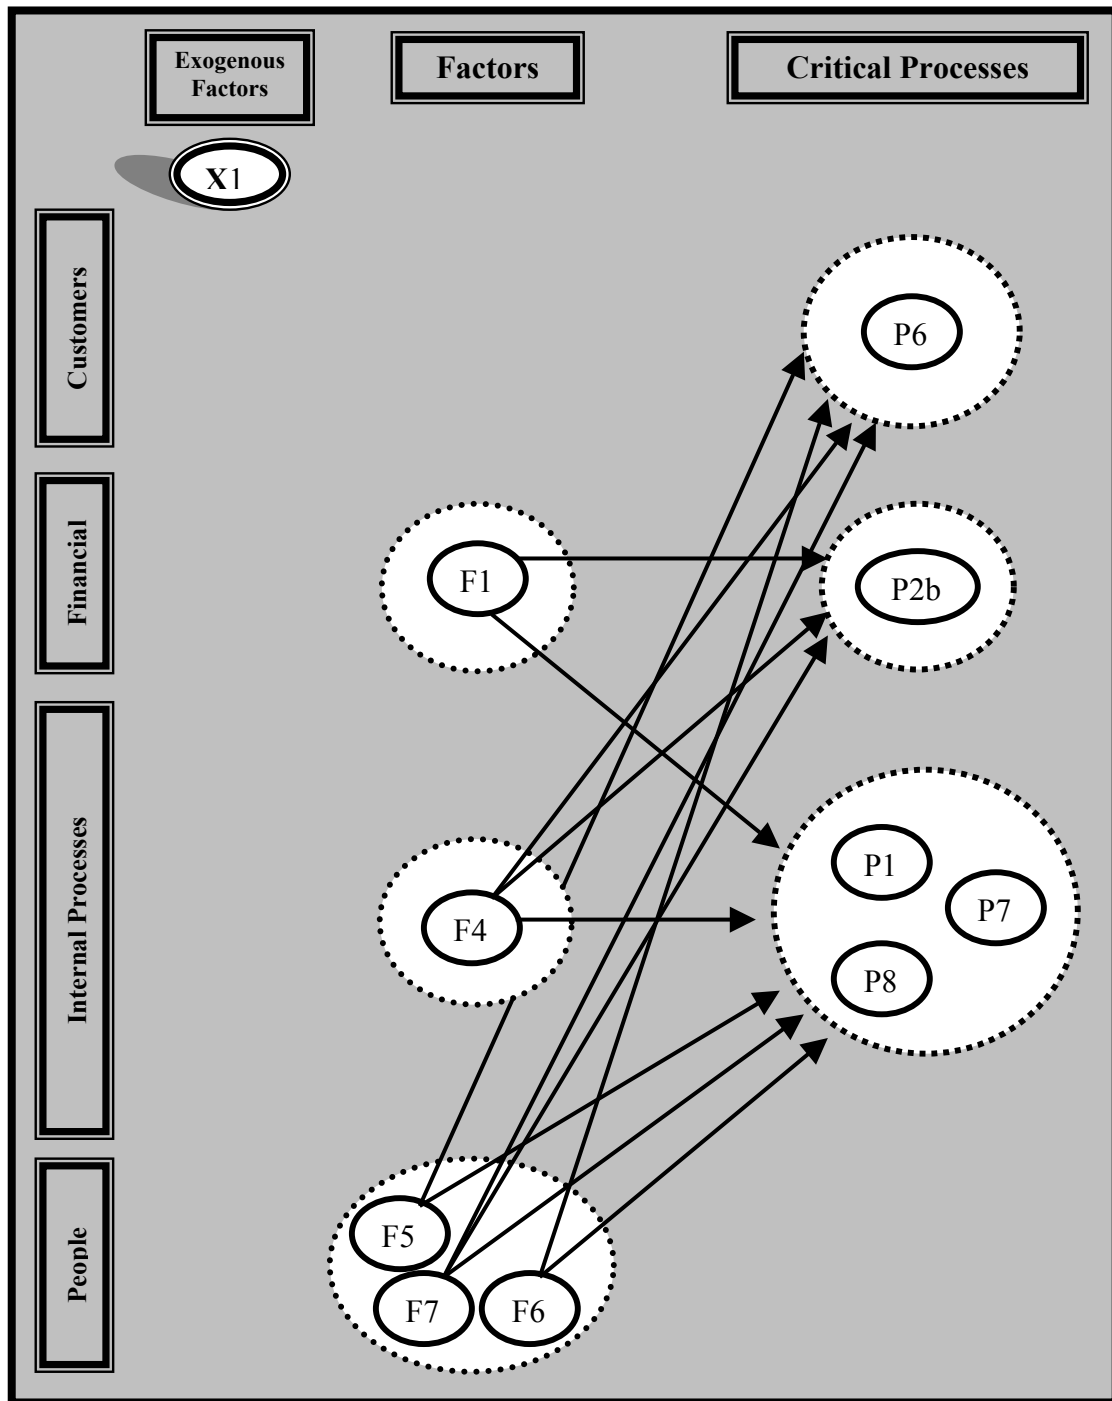 Exogenous
Factors
Factors
Critical Processes
X1
Customers
P6
Financial
F1
P2b
Internal Processes
P1
P7
F4
P8
People
F5
F7
F6